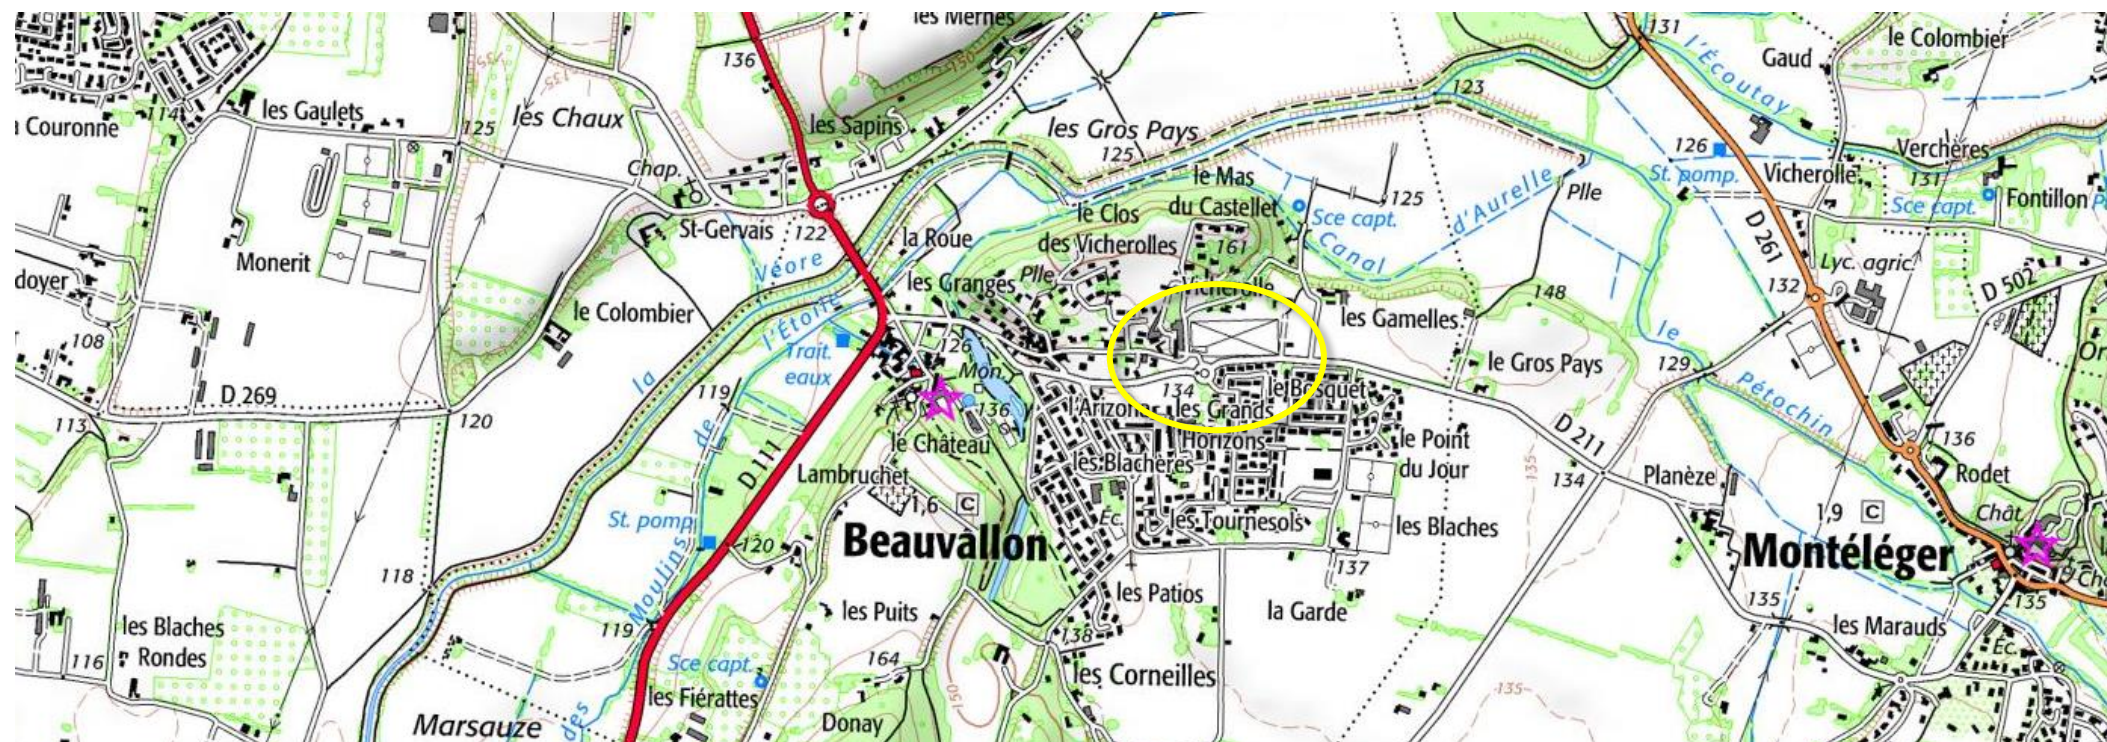 les Mernes
136
131
le Colombier
Gaud
les Gaulets
114
a Couronne
125
les Chaux
les Sapins
les Gros Pays
125
123
l'Écoutay
126
St. pomp.
Vicherolle
Verchères
131
Fontillon
Sce capt.
Chap.
St-Gervais
122
la Roue
le Clos
des Vicherolles
le Mas
du Castellet
161
Sce capt.
125
Canal
d'Aurelle
Plle
D 261
Lyc. agric.
132
D 502
Monerit
doyer
le Colombier
Véore
la
l'Étoile
les Granges
Plle
Vicherolle
les Gamelles
148
le Gros Pays
le
129
Pétochin
108
D 269
113
120
Trait.
eaux
126
Mon.
136
119
de
D 111
le Château
Lambruchet
134
l'Arizona
les Grands
Horizons
le Bosquet
le Point
du Jour
D 211
134
135
Planèze
136
Rodet
les Blachères
137
1,6 C
Beauvallon
Éc.
les Tournesols
les Blaches
1,9 C
Montéléger
Chât.
St. pomp.
120
118
Moulins
119
des
les Puits
les Patios
137
la Garde
135
135
les Marauds
Éc.
les Blaches
Rondes
116
138
164
150
les Corneilles
135
Sce capt.
les Fiérattes
Marsauze
Donay